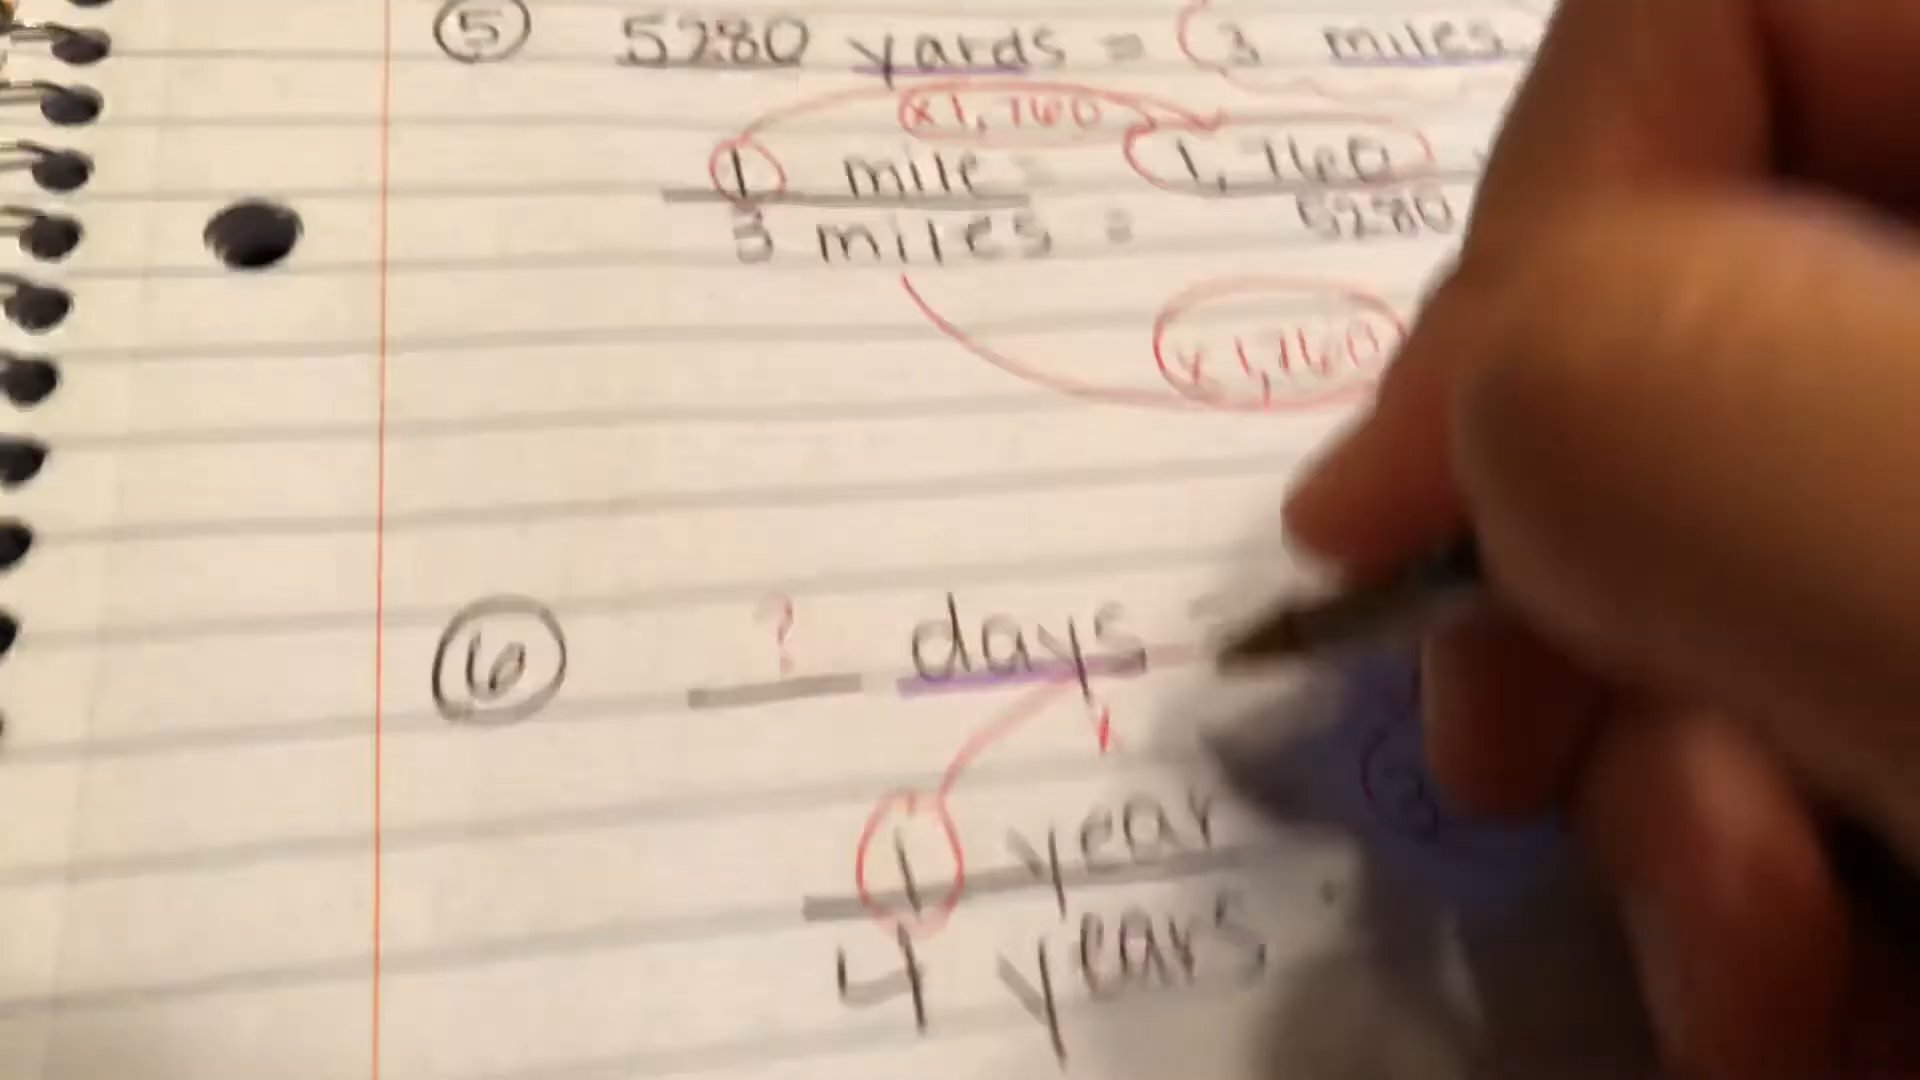 5 5280 yards = 3 miles
x1,760
1 mile = 1,760
3 miles = 5280
x1,760
6 ? days =
1 year
4 years